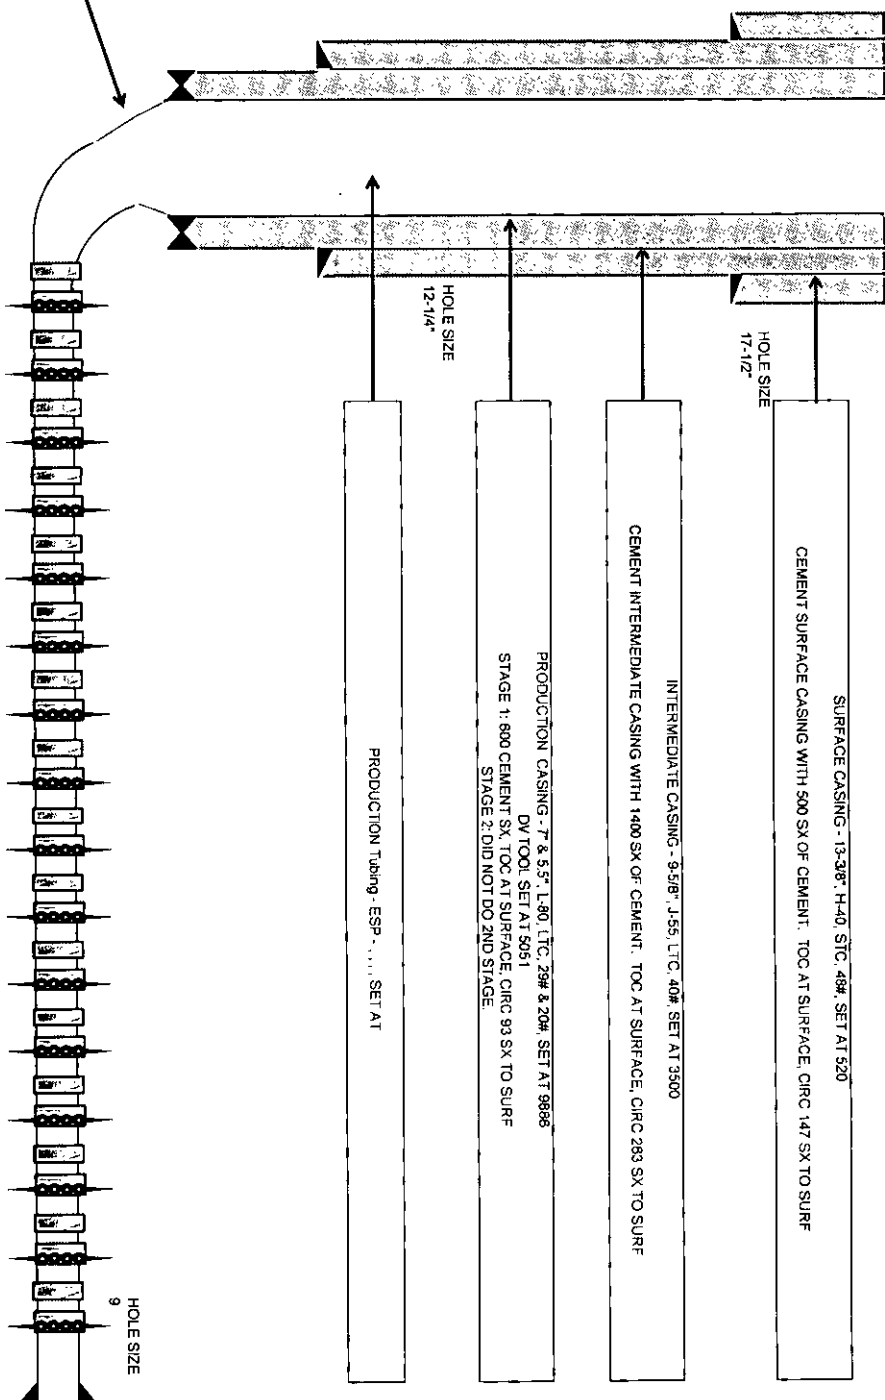 SURFACE CASING - 13-3/8", H-40, STC, 48#, SET AT 520
CEMENT SURFACE CASING WITH 500 SX OF CEMENT. TOC AT SURFACE, CIRC 147 SX TO SURF
HOLE SIZE
17-1/2"
INTERMEDIATE CASING - 9-5/8", J-55, LTC, 40#, SET AT 3500
CEMENT INTERMEDIATE CASING WITH 1400 SX OF CEMENT. TOC AT SURFACE, CIRC 263 SX TO SURF
PRODUCTION CASING - 7" & 5.5", L-80, LTC, 29# & 20#, SET AT 9886
DV TOOL SET AT 5051
STAGE 1: 600 CEMENT SX, TOC AT SURFACE, CIRC 93 SX TO SURF
STAGE 2: DID NOT DO 2ND STAGE.
HOLE SIZE
12-1/4"
PRODUCTION Tubing - ESP - , , , , SET AT
HOLE SIZE
9